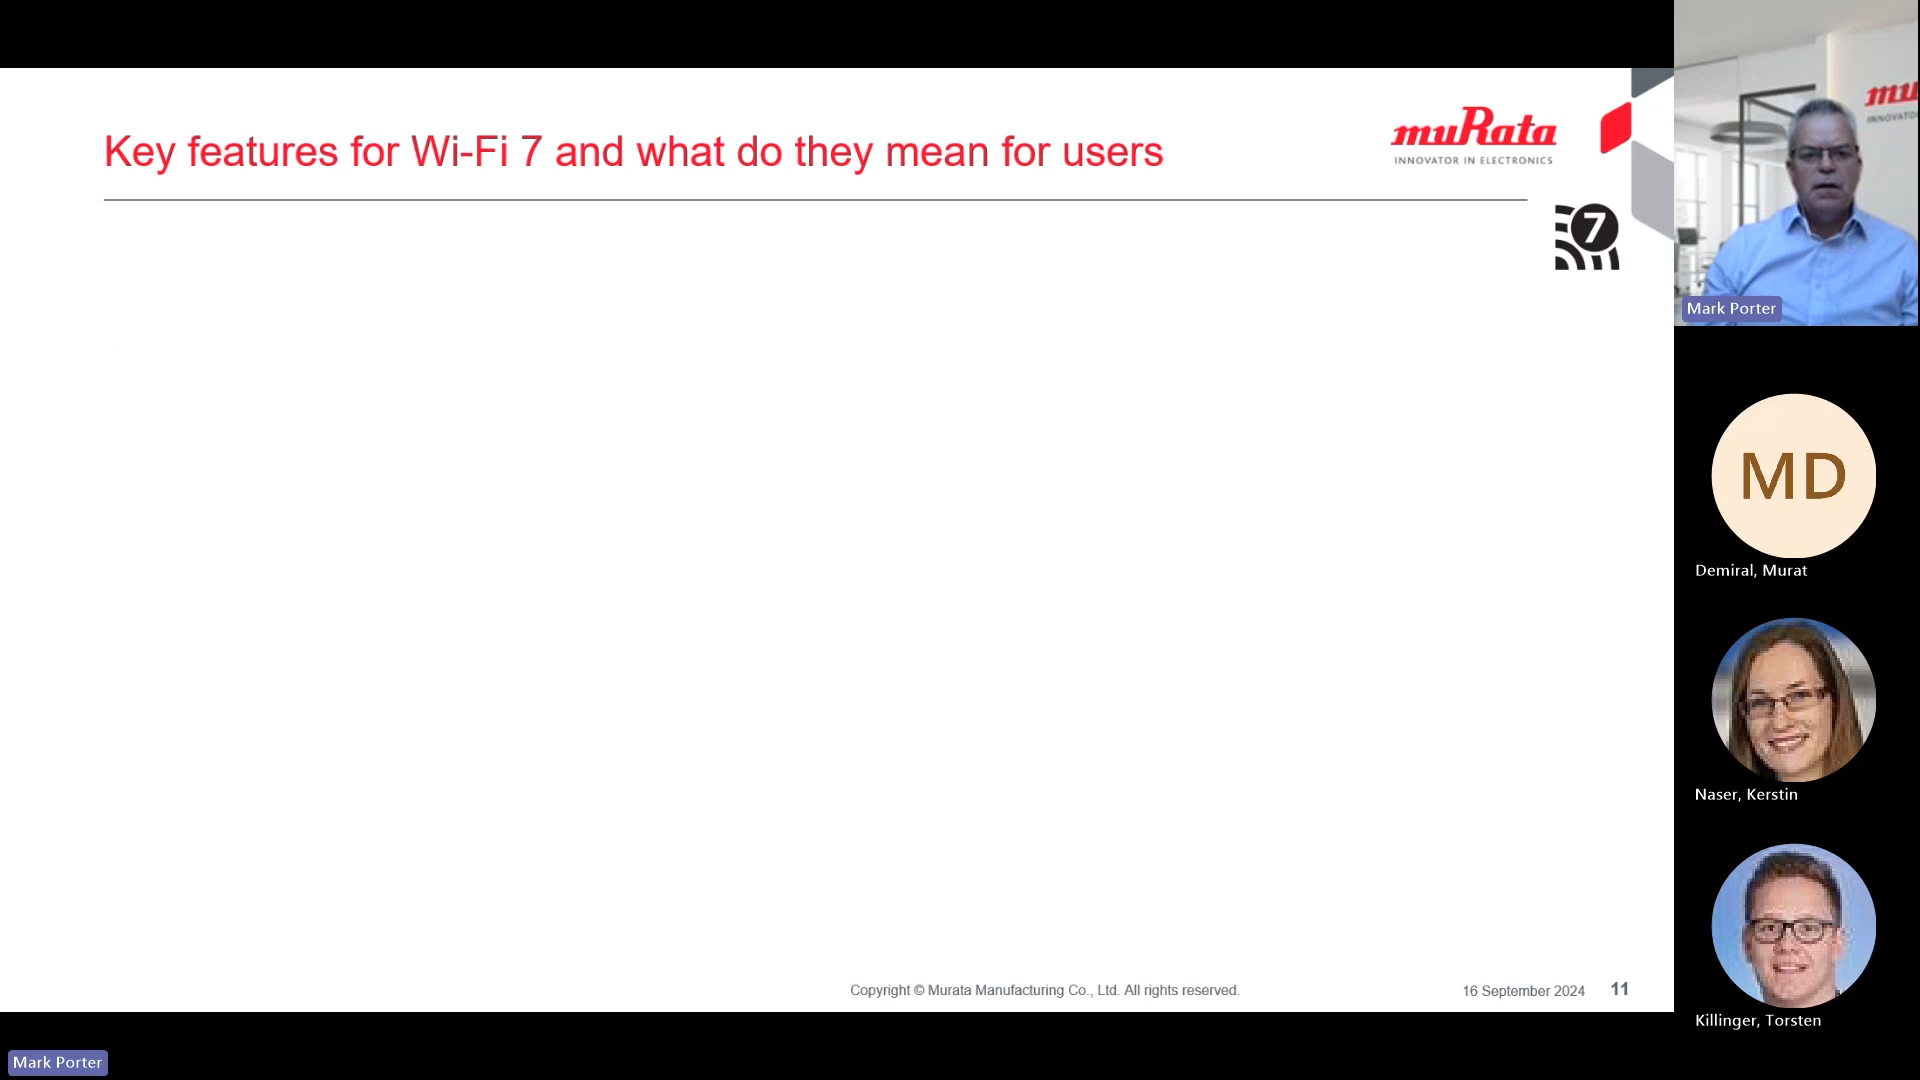 Key features for Wi-Fi 7 and what do they mean for users
muRata
INNOVATOR IN ELECTRONICS
7
mu
INNOVATO
Mark Porter
MD
Demiral, Murat
Naser, Kerstin
Killinger, Torsten
Copyright © Murata Manufacturing Co., Ltd. All rights reserved.
16 September 2024
11
Mark Porter